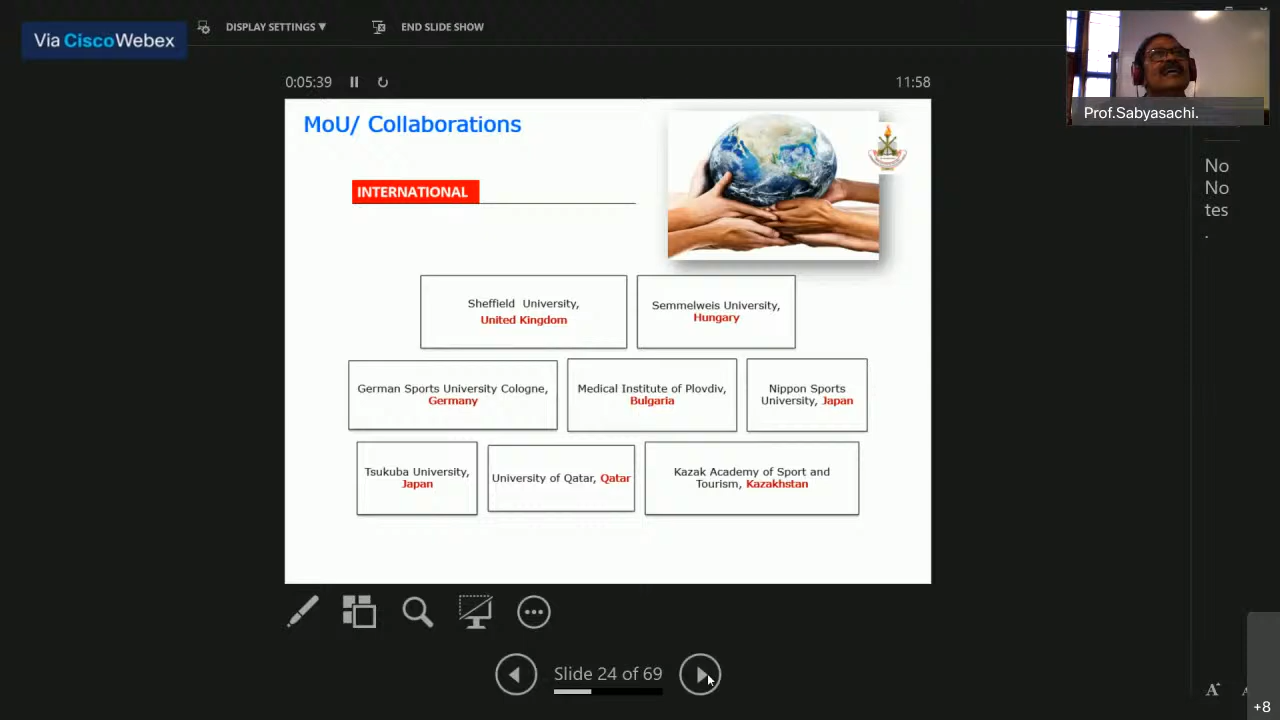 Via CiscoWebex
DISPLAY SETTINGS ▼
END SLIDE SHOW
0:05:39
11:58
Prof.Sabyasachi.
MoU/ Collaborations
INTERNATIONAL
Sheffield University,
United Kingdom
Semmelweis University,
Hungary
German Sports University Cologne,
Germany
Medical Institute of Plovdiv,
Bulgaria
Nippon Sports
University, Japan
Tsukuba University,
Japan
University of Qatar, Qatar
Kazak Academy of Sport and
Tourism, Kazakhstan
No
No
tes
.
Slide 24 of 69
A
+8